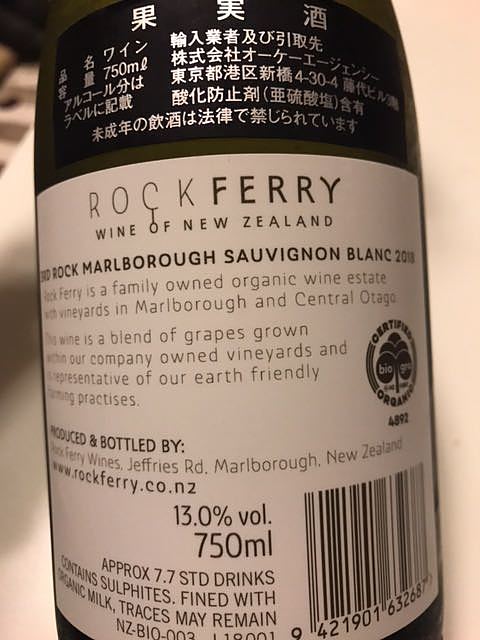 果実酒
品名 ワイン
容量 750mℓ
アルコール分は
ラベルに記載
輸入業者及び引取先
株式会社オーケーエージェンシー
東京都港区新橋4-30-4 藤代ビル
酸化防止剤(亜硫酸塩)含有
未成年の飲酒は法律で禁じられています
ROCKFERRY
WINE OF NEW ZEALAND
3RD ROCK MARLBOROUGH SAUVIGNON BLANC 2018
Rock Ferry is a family owned organic wine estate
with vineyards in Marlborough and Central Otago.
This wine is a blend of grapes grown
within our company owned vineyards and
representative of our earth friendly
farming practises.
CERTIFIED
bio gro
ORGANIC
4892
PRODUCED & BOTTLED BY:
Rock Ferry Wines, Jeffries Rd, Marlborough, New Zealand
www.rockferry.co.nz
13.0% vol.
750ml
APPROX 7.7 STD DRINKS
CONTAINS SULPHITES. FINED WITH
ORGANIC MILK, TRACES MAY REMAIN
NZ-BIO-003 L18001
9 421901 632687